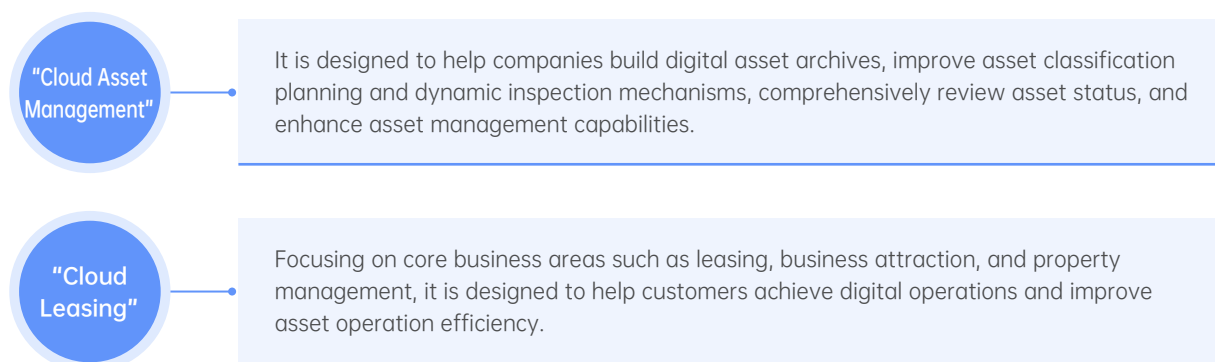 "Cloud Asset
Management"
It is designed to help companies build digital asset archives, improve asset classification
planning and dynamic inspection mechanisms, comprehensively review asset status, and
enhance asset management capabilities.
"Cloud
Leasing"
Focusing on core business areas such as leasing, business attraction, and property
management, it is designed to help customers achieve digital operations and improve
asset operation efficiency.